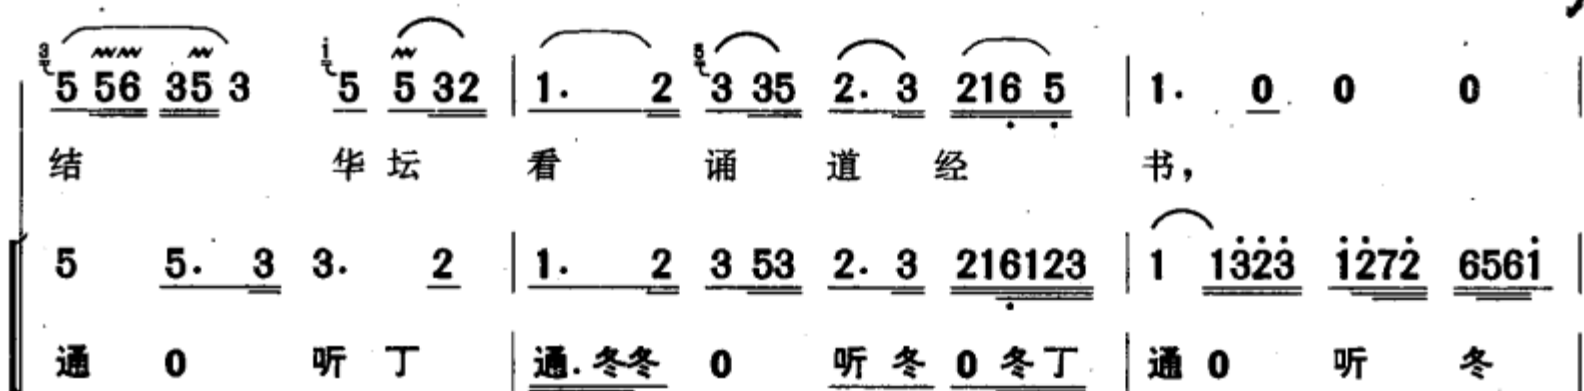 3 5 56 35 3 i 5 5 32 | 1. 2 5 3 35 2. 3 216 5 | 1. 0 0 0 |
结 华坛 看 诵 道 经 书，
5 5. 3 3. 2 | 1. 2 3 53 2. 3 216123 | 1 1323 1272 6561 |
通 0 听 丁 | 通. 冬冬 0 听 冬 0 冬丁 | 通 0 听 冬 |